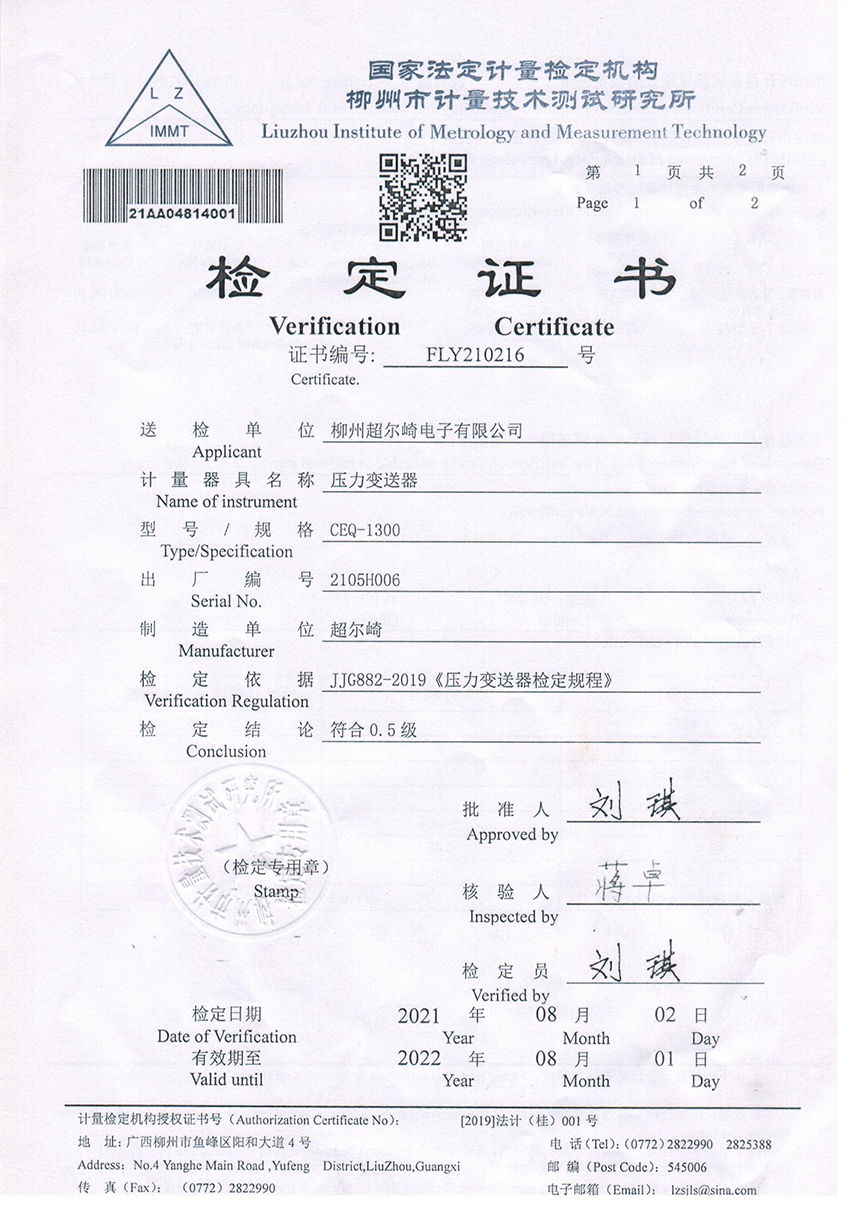 L Z
IMMT
国家法定计量检定机构
柳州市计量技术测试研究所
Liuzhou Institute of Metrology and Measurement Technology
21AA04814001
第 1 页 共 2 页
Page 1 of 2
检定证书
Verification Certificate
证书编号: FLY210216 号
Certificate.
送检单位 柳州超尔崎电子有限公司
Applicant
计量器具名称 压力变送器
Name of instrument
型号/规格 CEQ-1300
Type/Specification
出厂编号 2105H006
Serial No.
制造单位 超尔崎
Manufacturer
检定依据 JJG882-2019《压力变送器检定规程》
Verification Regulation
检定结论 符合0.5级
Conclusion
批准人 刘琪
Approved by
(检定专用章)
Stamp
核验人 蒋卓
Inspected by
检定员 刘琪
Verified by
检定日期 2021 年 08 月 02 日
Date of Verification Year Month Day
有效期至 2022 年 08 月 01 日
Valid until Year Month Day
计量检定机构授权证书号（Authorization Certificate No）: [2019]法计（桂）001号
地 址: 广西柳州市鱼峰区阳和大道4号 电 话（Tel）:（0772）2822990 2825388
Address: No.4 Yanghe Main Road ,Yufeng District,LiuZhou,Guangxi 邮 编（Post Code）: 545006
传 真（Fax）: （0772）2822990 电子邮箱（Email）: lzsjls@sina.com